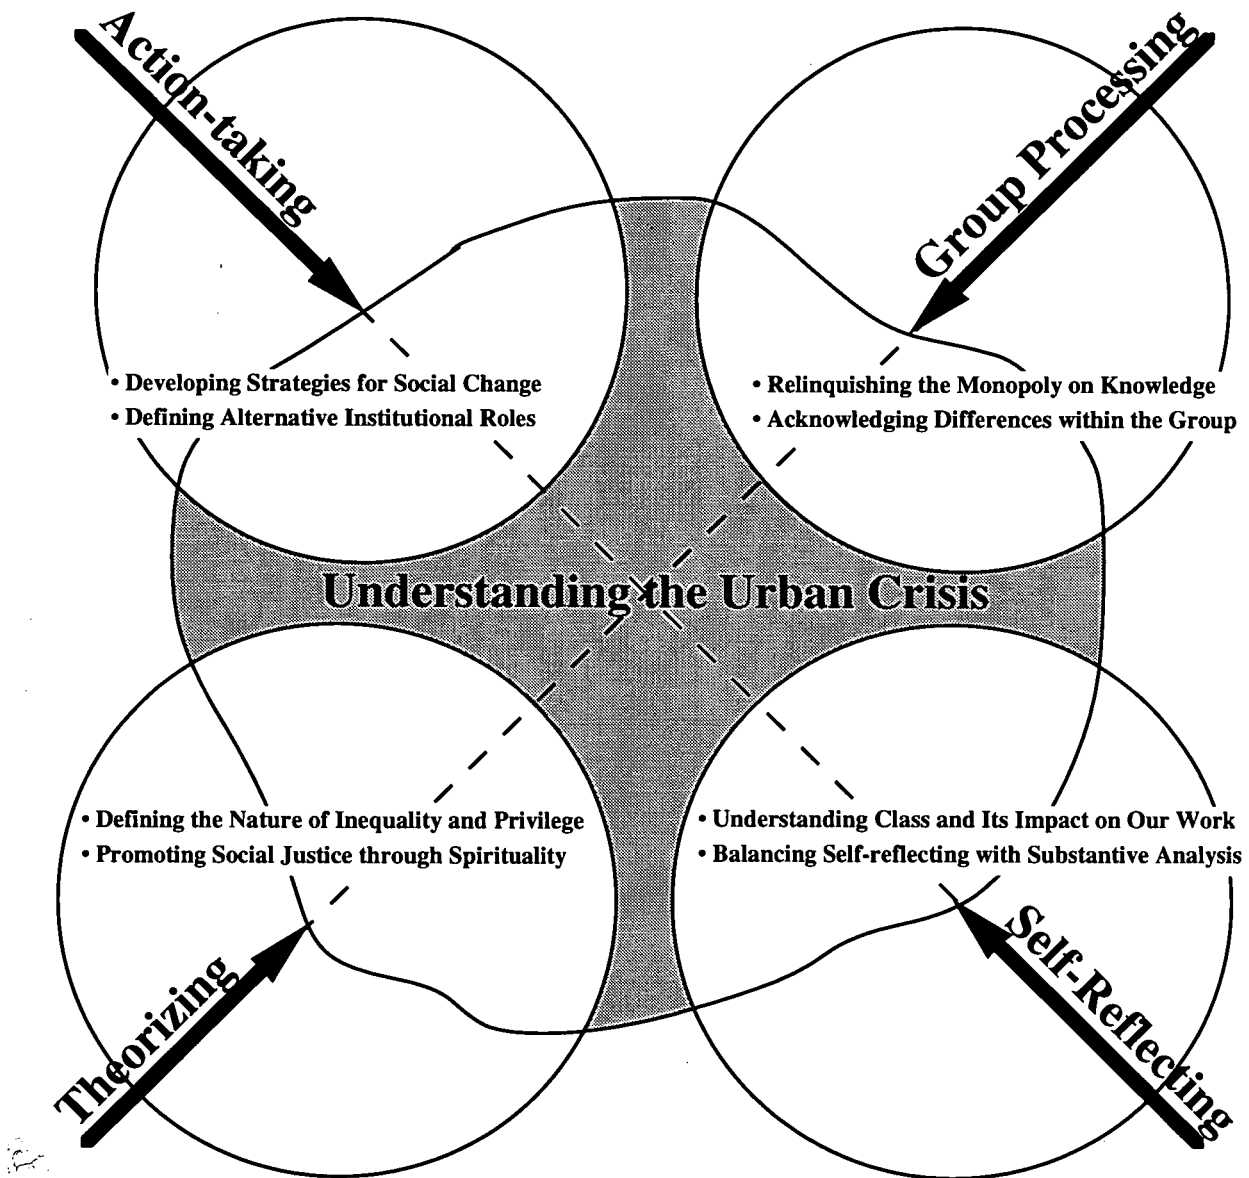 Action-taking
Group Processing
• Developing Strategies for Social Change
• Defining Alternative Institutional Roles
• Relinquishing the Monopoly on Knowledge
• Acknowledging Differences within the Group
Understanding the Urban Crisis
• Defining the Nature of Inequality and Privilege
• Promoting Social Justice through Spirituality
• Understanding Class and Its Impact on Our Work
• Balancing Self-reflecting with Substantive Analysis
Theorizing
Self-Reflecting